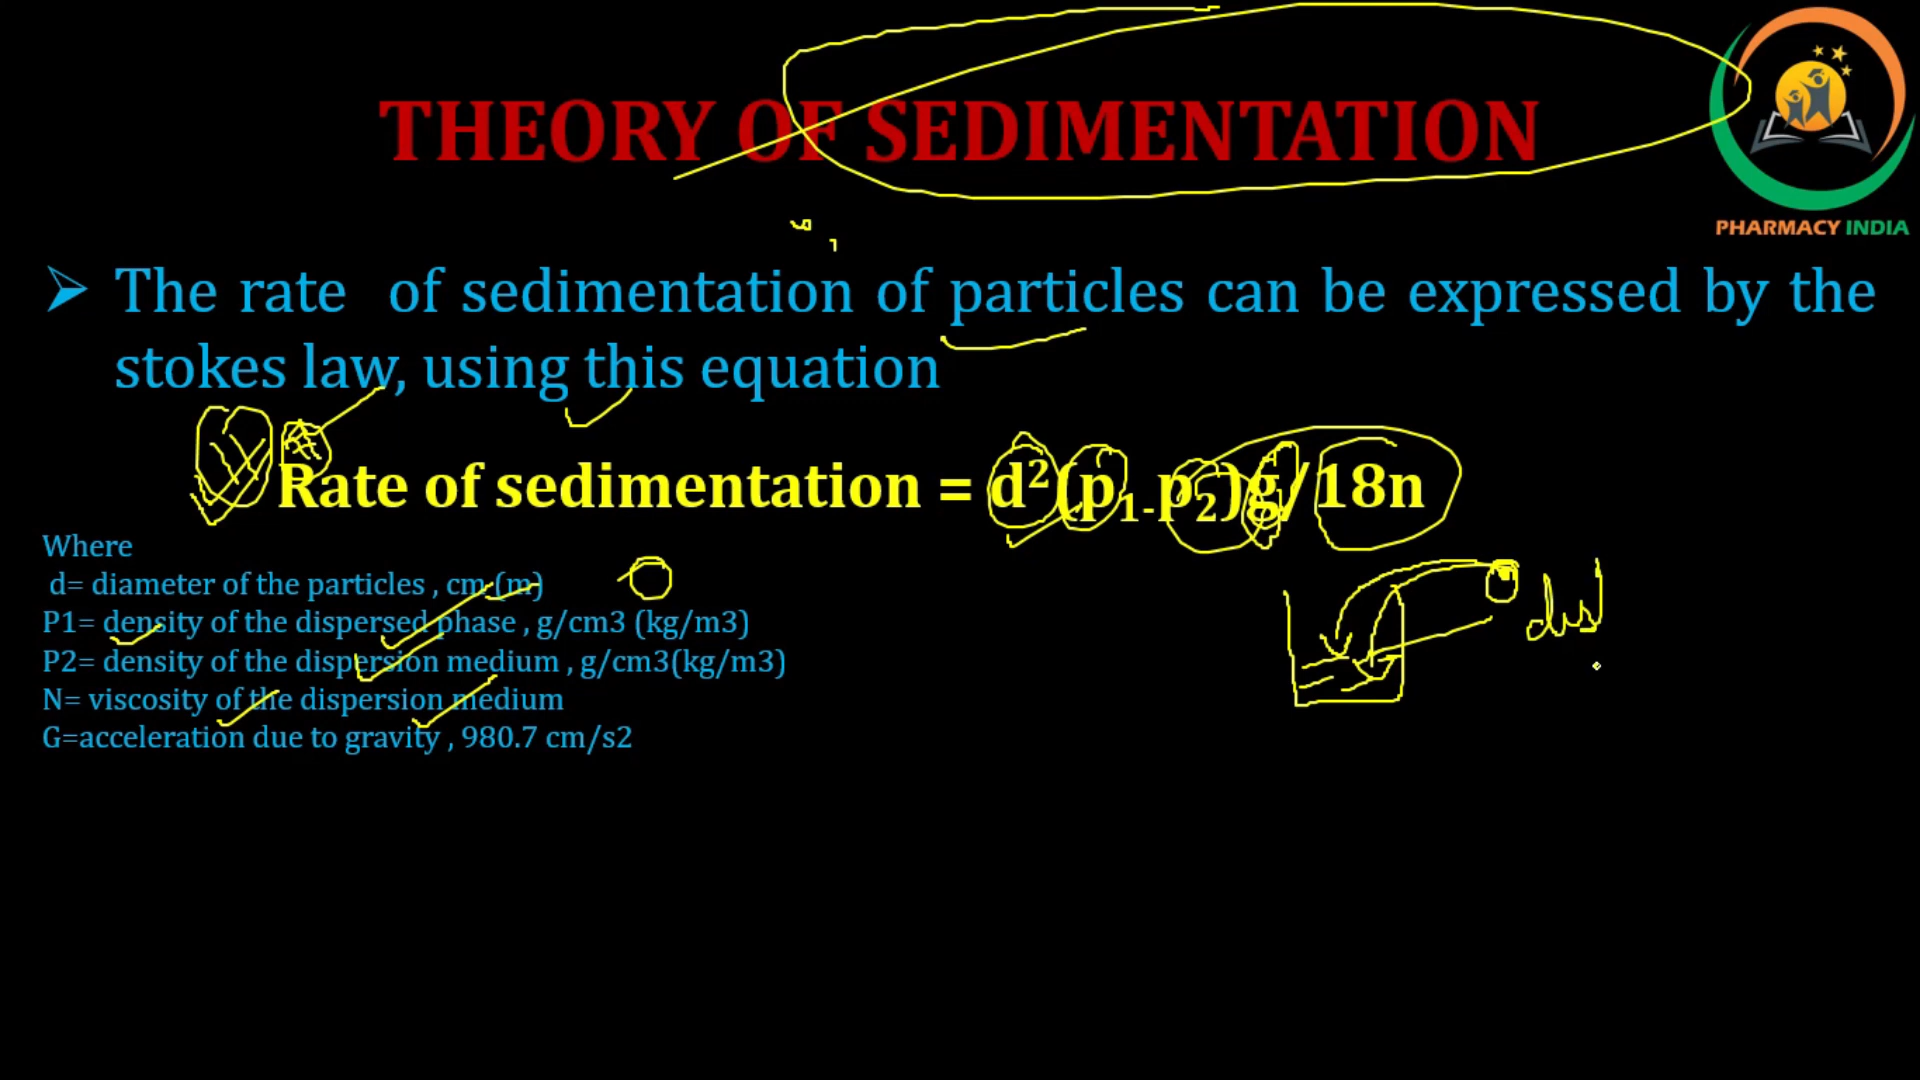 THEORY OF SEDIMENTATION
PHARMACY INDIA
➢ The rate of sedimentation of particles can be expressed by the
stokes law, using this equation
Rate of sedimentation = d²(p₁-p₂)g/18n
Where
d= diameter of the particles , cm (m)
P1= density of the dispersed phase , g/cm3 (kg/m3)
P2= density of the dispersion medium , g/cm3(kg/m3)
N= viscosity of the dispersion medium
G=acceleration due to gravity , 980.7 cm/s2